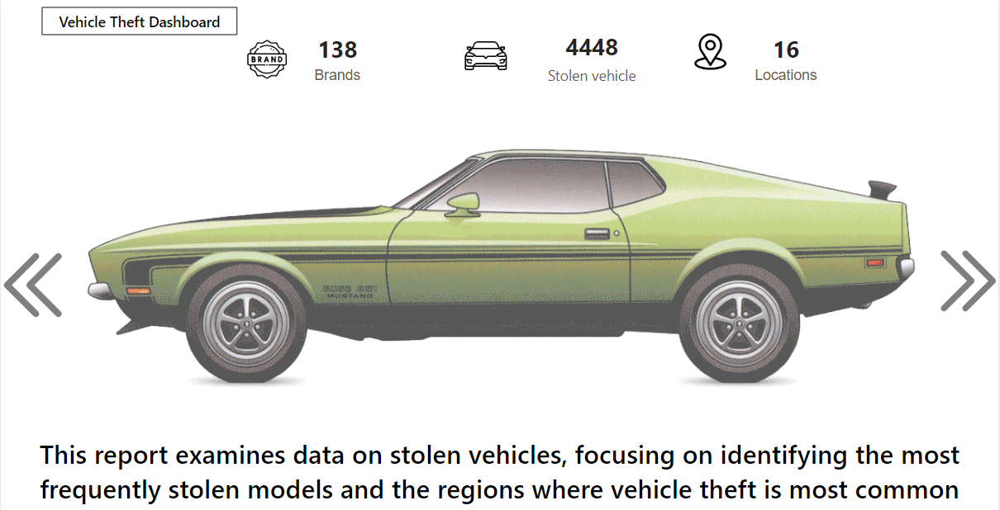 Vehicle Theft Dashboard
BRAND
138
Brands
4448
Stolen vehicle
16
Locations
BOSS 351
MUSTANG
This report examines data on stolen vehicles, focusing on identifying the most
frequently stolen models and the regions where vehicle theft is most common